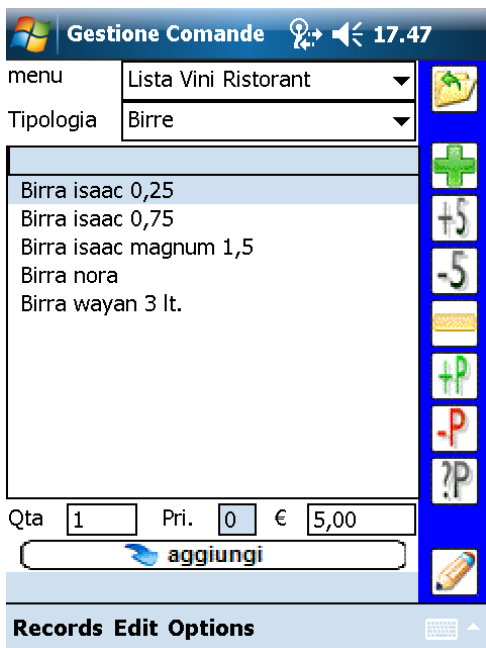 Gestione Comande 17.47
menu Lista Vini Ristorant
Tipologia Birre
Birra isaac 0,25
Birra isaac 0,75
Birra isaac magnum 1,5
Birra nora
Birra wayan 3 lt.
+5
-5
+P
-P
?P
Qta 1 Pri. 0 € 5,00
aggiungi
Records Edit Options